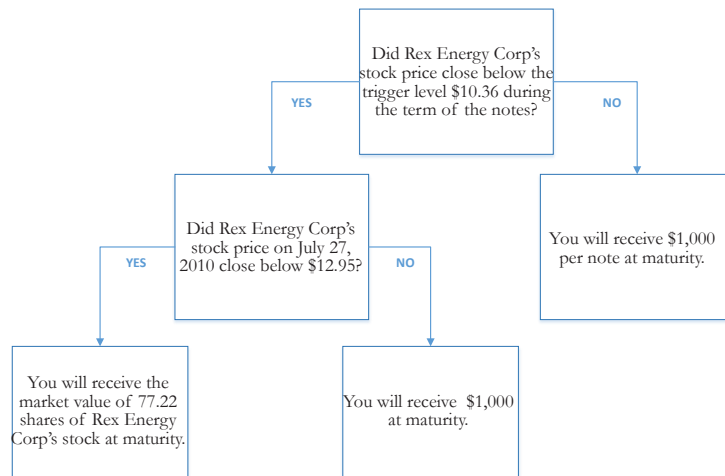 Did Rex Energy Corp's
stock price close below the
trigger level $10.36 during
the term of the notes?
YES
NO
Did Rex Energy Corp's
stock price on July 27,
2010 close below $12.95?
You will receive $1,000
per note at maturity.
YES
NO
You will receive the
market value of 77.22
shares of Rex Energy
Corp's stock at maturity.
You will receive  $1,000
at maturity.